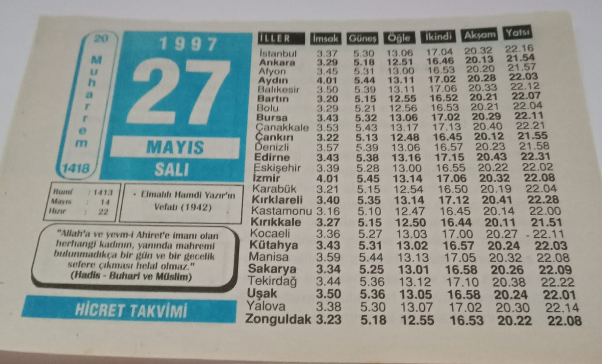 20
Muharrem
1418
1997
27
MAYIS
SALI
Rumî : 1413
Mayıs : 14
Hızır : 22
- Elmalılı Hamdi Yazır'ın
Vefatı (1942)
"Allah'a ve yevm-i Ahiret'e imanı olan
herhangi kadının, yanında mahremi
bulunmadıkça bir gün ve bir gecelik
sefere çıkması helal olmaz."
(Hadis - Buharî ve Müslim)
HİCRET TAKVİMİ
İLLER İmsak Güneş Öğle İkindi Akşam Yatsı
İstanbul 3.37 5.30 13.06 17.04 20.32 22.16
Ankara 3.29 5.18 12.51 16.46 20.13 21.54
Afyon 3.45 5.31 13.00 16.53 20.20 21.57
Aydın 4.01 5.44 13.11 17.02 20.28 22.03
Balıkesir 3.50 5.39 13.11 17.06 20.33 22.12
Bartın 3.20 5.15 12.55 16.52 20.21 22.07
Bolu 3.29 5.21 12.56 16.53 20.21 22.04
Bursa 3.43 5.32 13.06 17.02 20.29 22.11
Çanakkale 3.53 5.43 13.17 17.13 20.40 22.21
Çankırı 3.22 5.13 12.48 16.45 20.12 21.55
Denizli 3.57 5.39 13.06 16.57 20.23 21.58
Edirne 3.43 5.38 13.16 17.15 20.43 22.31
Eskişehir 3.39 5.28 13.00 16.55 20.22 22.02
İzmir 4.01 5.45 13.14 17.06 20.32 22.08
Karabük 3.21 5.15 12.54 16.50 20.19 22.04
Kırklareli 3.40 5.35 13.14 17.12 20.41 22.28
Kastamonu 3.16 5.10 12.47 16.45 20.14 22.00
Kırıkkale 3.27 5.15 12.50 16.44 20.11 21.51
Kocaeli 3.36 5.27 13.03 17.00 20.27 22.11
Kütahya 3.43 5.31 13.02 16.57 20.24 22.03
Manisa 3.59 5.44 13.13 17.05 20.32 22.08
Sakarya 3.34 5.25 13.01 16.58 20.26 22.09
Tekirdağ 3.44 5.36 13.12 17.10 20.38 22.22
Uşak 3.50 5.36 13.05 16.58 20.24 22.01
Yalova 3.38 5.30 13.07 17.02 20.30 22.14
Zonguldak 3.23 5.18 12.55 16.53 20.22 22.08